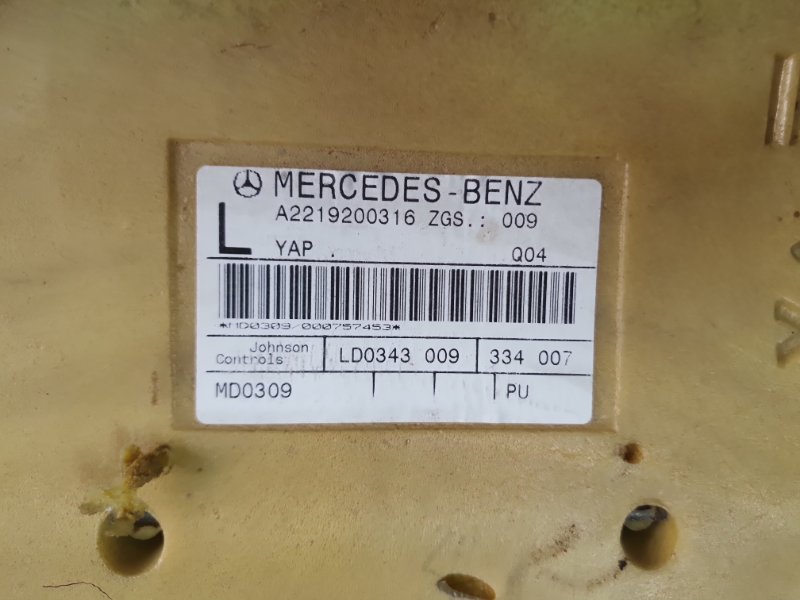 MERCEDES-BENZ
A2219200316 ZGS.: 009
L
YAP . Q04
*MD0309/000757453*
Johnson Controls
LD0343 009
334 007
MD0309
PU